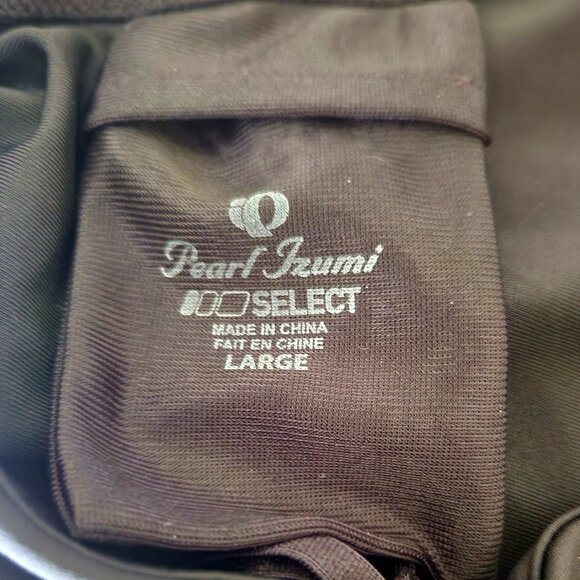 Pearl Izumi
SELECT
MADE IN CHINA
FAIT EN CHINE
LARGE